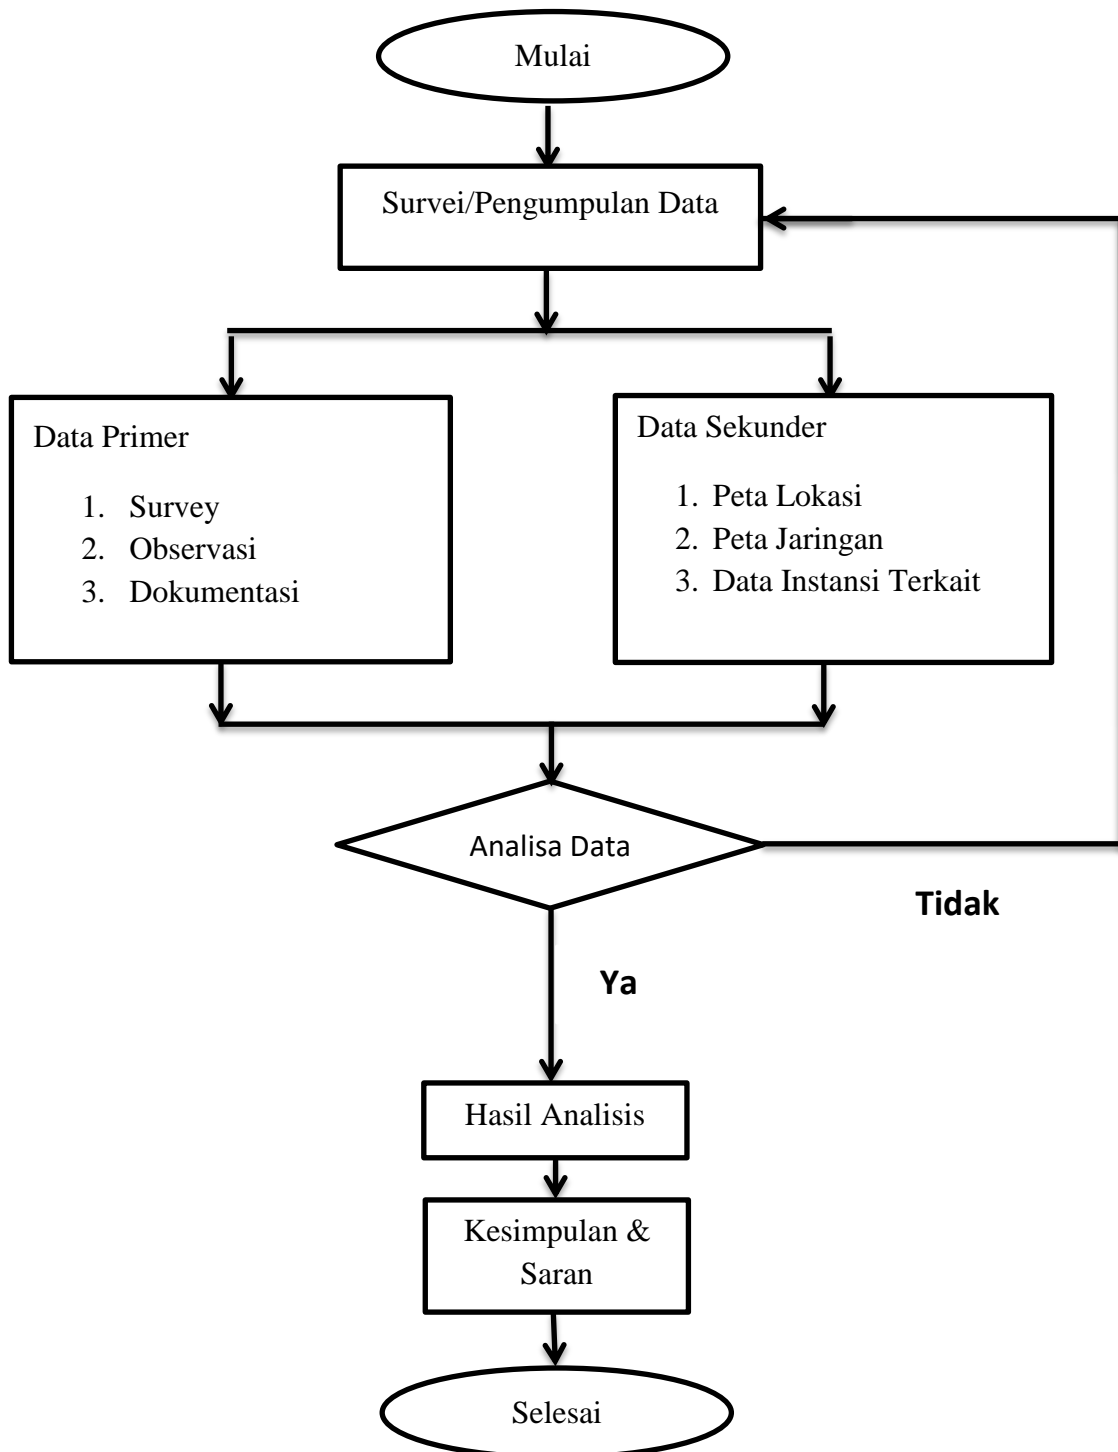 Mulai
Survei/Pengumpulan Data
Data Primer
1. Survey
2. Observasi
3. Dokumentasi
Data Sekunder
1. Peta Lokasi
2. Peta Jaringan
3. Data Instansi Terkait
Analisa Data
Tidak
Ya
Hasil Analisis
Kesimpulan &
Saran
Selesai